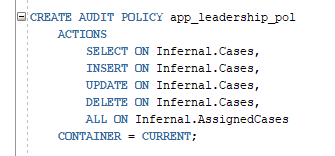 CREATE AUDIT POLICY app_leadership_pol
ACTIONS
SELECT ON Infernal.Cases,
INSERT ON Infernal.Cases,
UPDATE ON Infernal.Cases,
DELETE ON Infernal.Cases,
ALL ON Infernal.AssignedCases
CONTAINER = CURRENT;